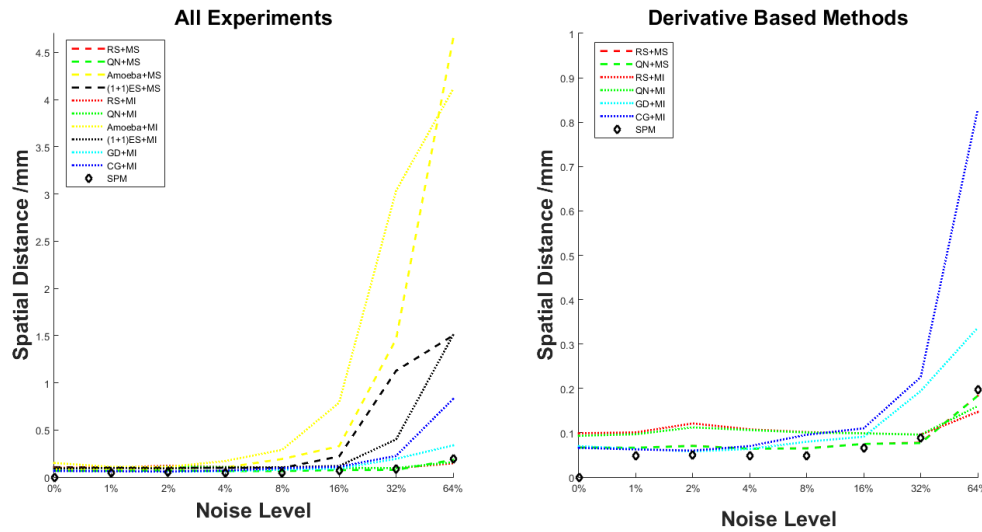 All Experiments
4.5
4
3.5
3
2.5
2
1.5
1
0.5
0
Spatial Distance /mm
RS+MS
QN+MS
Amoeba+MS
(1+1)ES+MS
RS+MI
QN+MI
Amoeba+MI
(1+1)ES+MI
GD+MI
CG+MI
SPM
0% 1% 2% 4% 8% 16% 32% 64%
Noise Level
Derivative Based Methods
1
0.9
0.8
0.7
0.6
0.5
0.4
0.3
0.2
0.1
0
Spatial Distance /mm
RS+MS
QN+MS
RS+MI
QN+MI
GD+MI
CG+MI
SPM
0% 1% 2% 4% 8% 16% 32% 64%
Noise Level